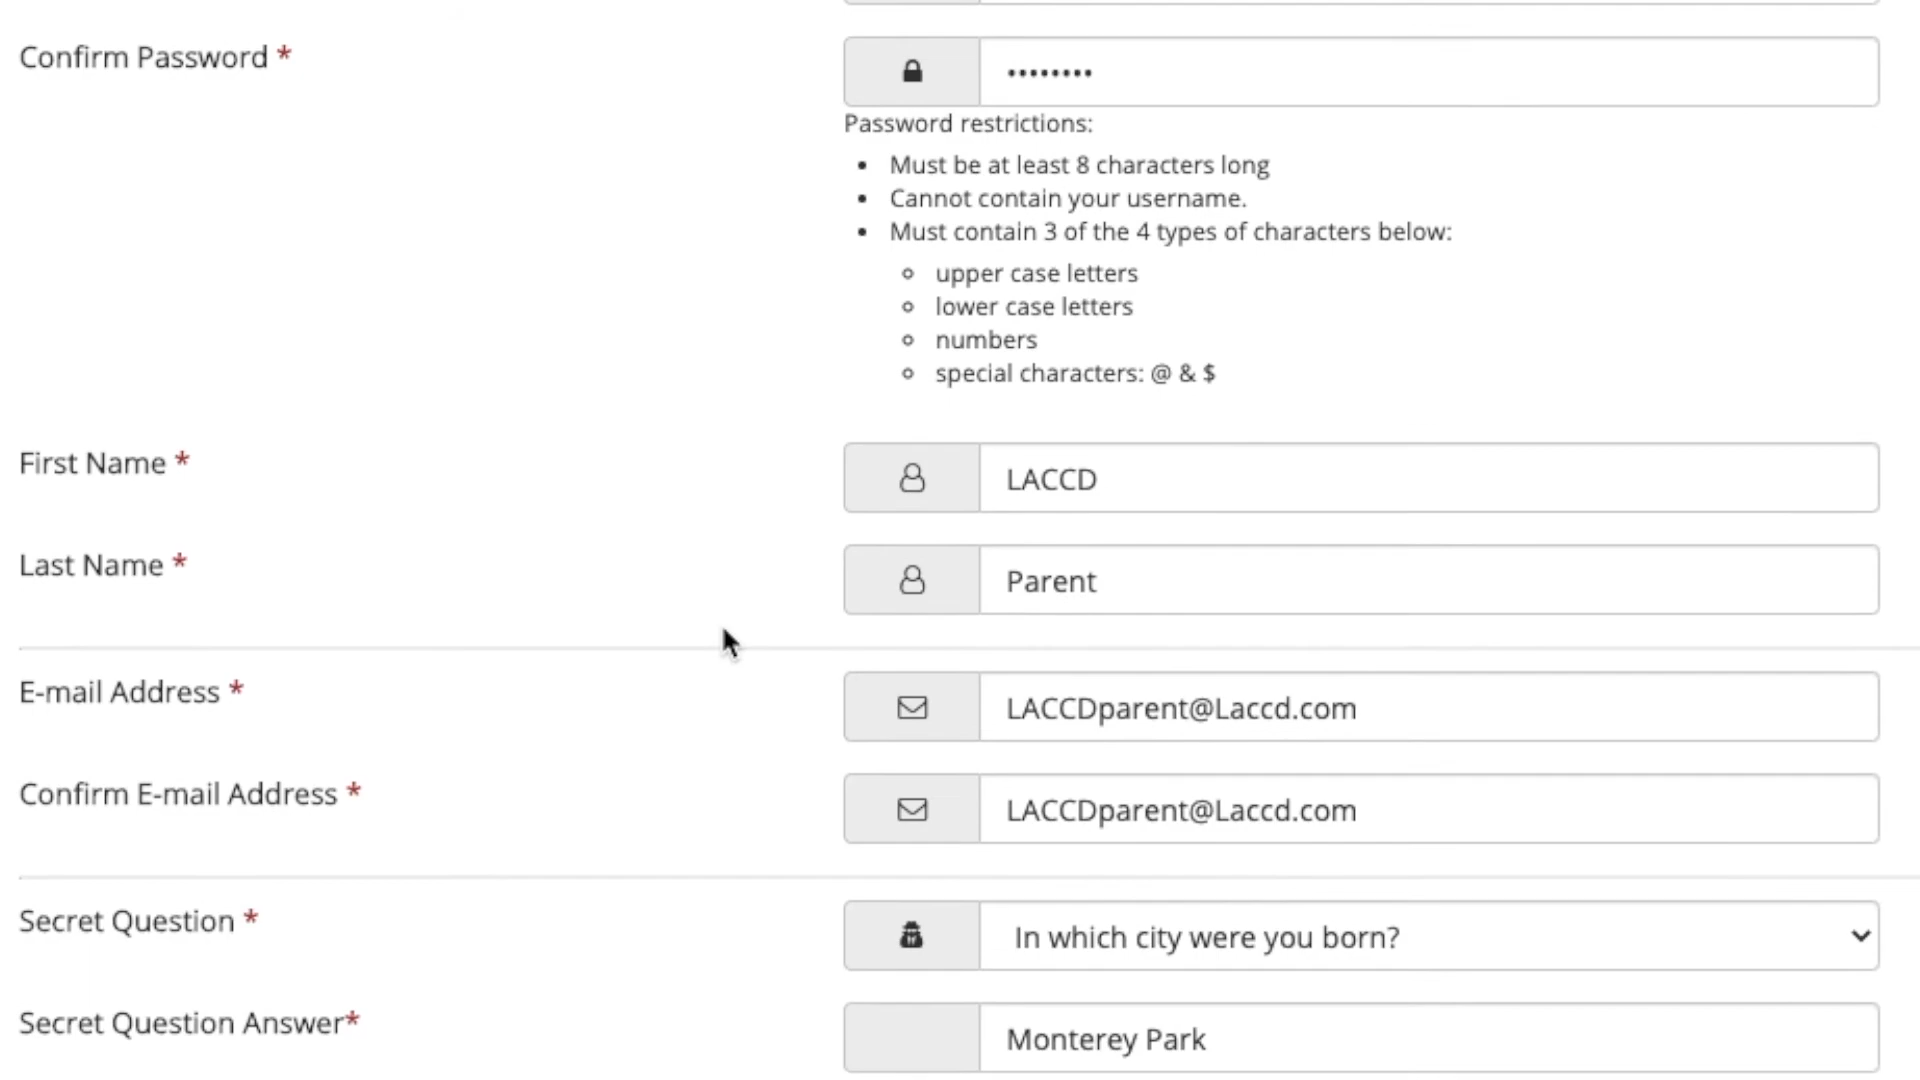 Confirm Password *
••••••••
Password restrictions:
• Must be at least 8 characters long
• Cannot contain your username.
• Must contain 3 of the 4 types of characters below:
◦ upper case letters
◦ lower case letters
◦ numbers
◦ special characters: @ & $
First Name *
LACCD
Last Name *
Parent
E-mail Address *
LACCDparent@Laccd.com
Confirm E-mail Address *
LACCDparent@Laccd.com
Secret Question *
In which city were you born?
Secret Question Answer*
Monterey Park